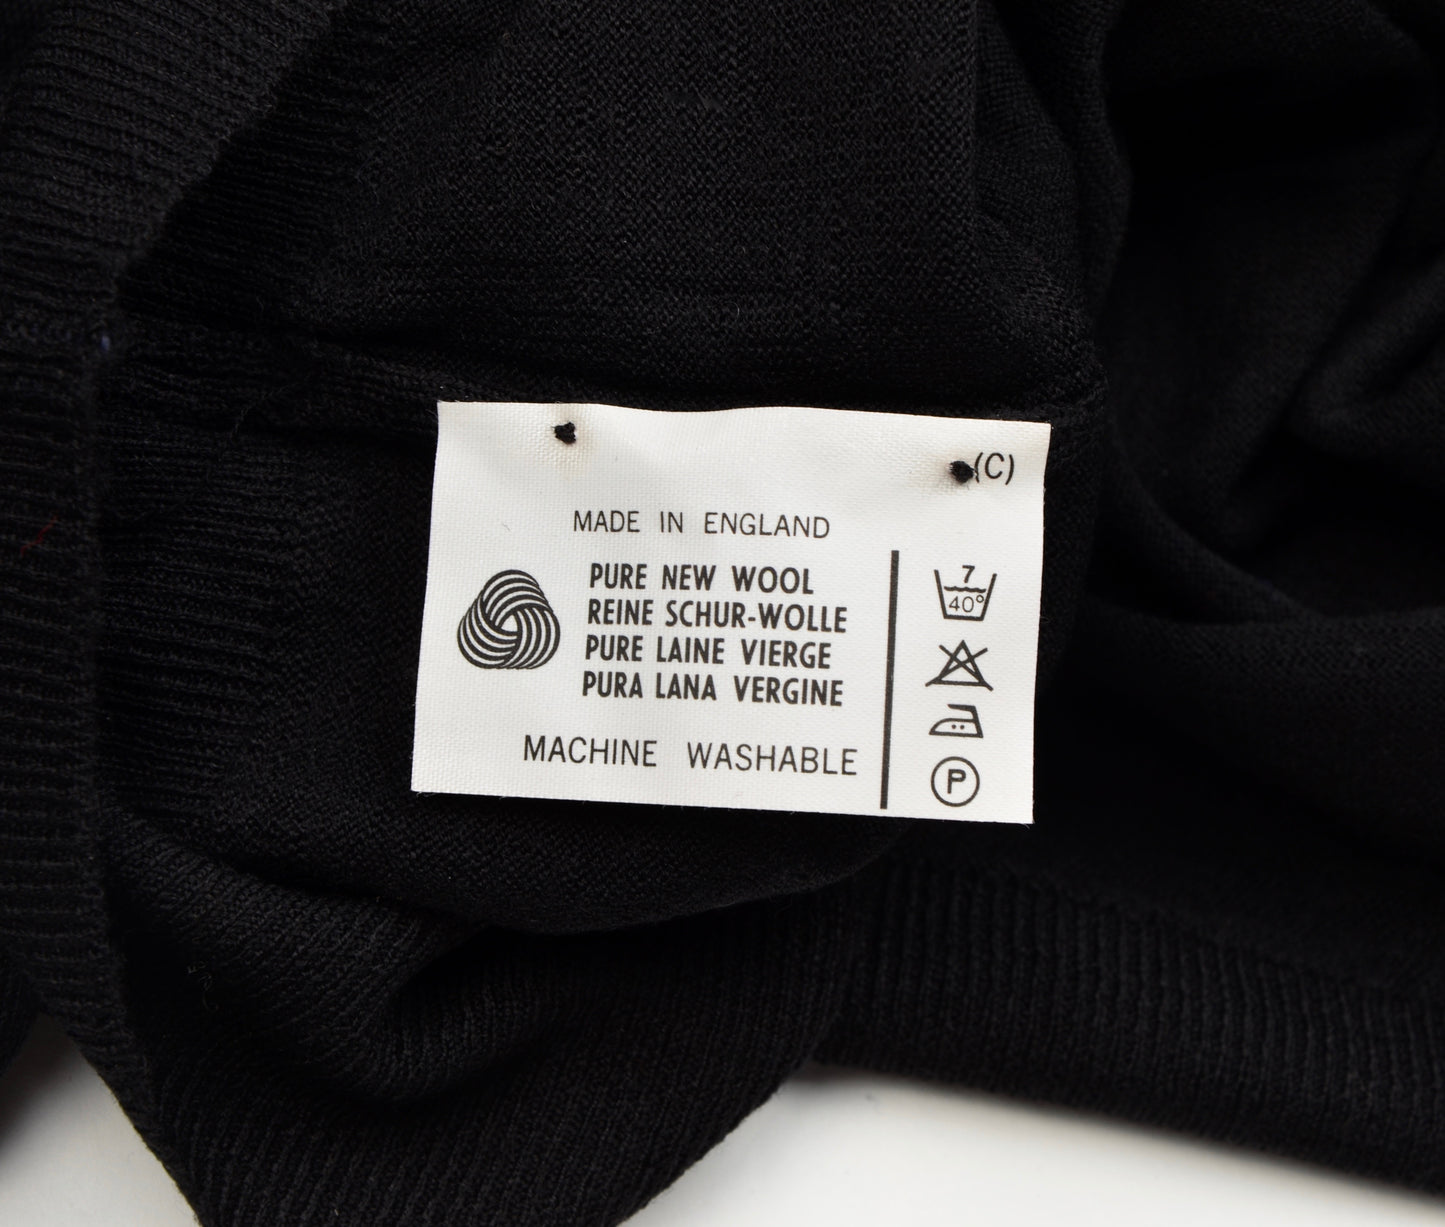 (C)
MADE IN ENGLAND
PURE NEW WOOL
REINE SCHUR-WOLLE
PURE LAINE VIERGE
PURA LANA VERGINE
MACHINE WASHABLE
7
40°
P